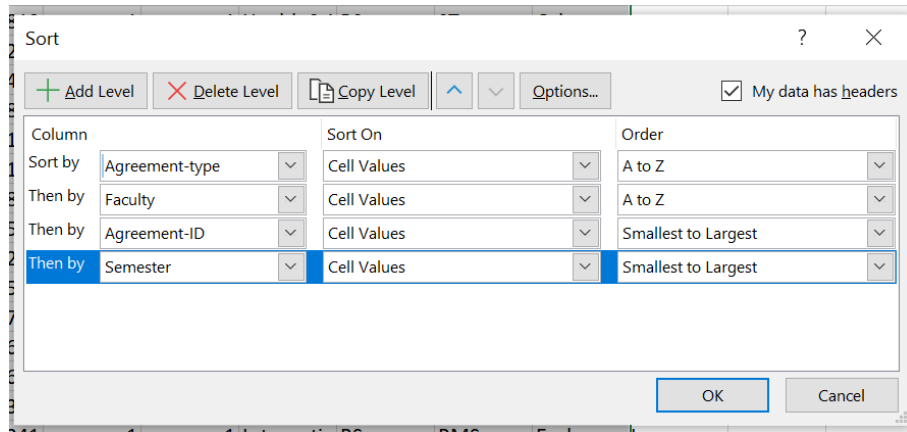 Sort ?
Add Level Delete Level Copy Level Options... My data has headers
Column Sort On Order
Sort by Agreement-type Cell Values A to Z
Then by Faculty Cell Values A to Z
Then by Agreement-ID Cell Values Smallest to Largest
Then by Semester Cell Values Smallest to Largest
OK Cancel